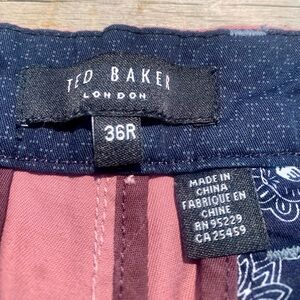 TED BAKER
LONDON
36R
MADE IN
CHINA
FABRIQUE EN
CHINE
RN 95229
CA 25459